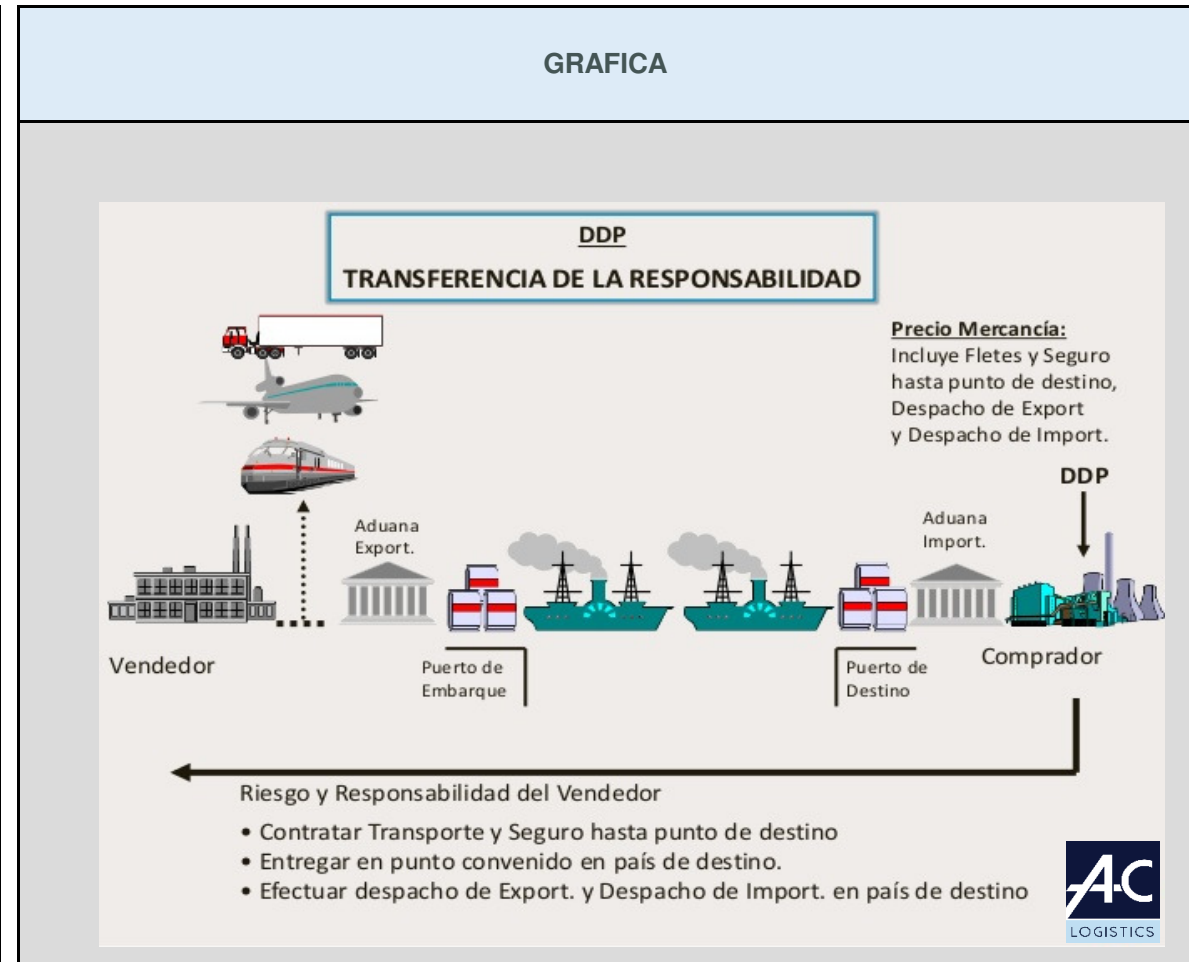 GRAFICA
DDP
TRANSFERENCIA DE LA RESPONSABILIDAD
Precio Mercancía:
Incluye Fletes y Seguro
hasta punto de destino,
Despacho de Export
y Despacho de Import.
DDP
Aduana
Export.
Aduana
Import.
Vendedor
Puerto de
Embarque
Puerto de
Destino
Comprador
Riesgo y Responsabilidad del Vendedor
• Contratar Transporte y Seguro hasta punto de destino
• Entregar en punto convenido en país de destino.
• Efectuar despacho de Export. y Despacho de Import. en país de destino
AC
LOGISTICS